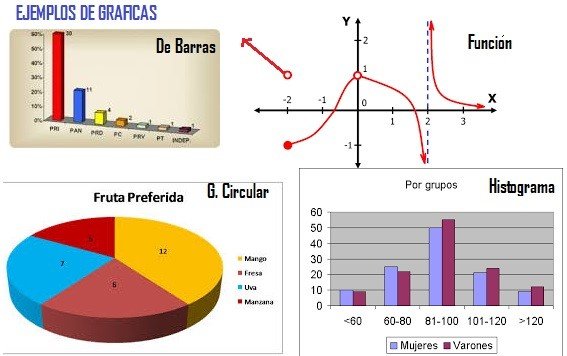 EJEMPLOS DE GRAFICAS
De Barras
60%
50%
40%
30%
20%
10%
0%
30
11
4
2
1
1
1
PRI PAN PRD PC PRV PT INDEP.
Función
Y
X
2
1
0
-1
-2 -1 1 2 3
G. Circular
Fruta Preferida
12
6
7
5
Mango
Fresa
Uva
Manzana
Histograma
Por grupos
60
50
40
30
20
10
0
<60 60-80 81-100 101-120 >120
Mujeres Varones